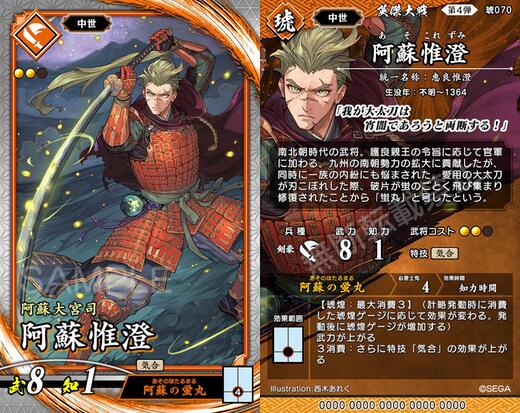 中世
SAMPLE
阿蘇大宮司
阿蘇惟澄
気合
武8 知1
あそのほたるまる
阿蘇の蛍丸
4
琥
中世
英傑大戦
第4弾
琥070
あそ これずみ
阿蘇惟澄
統一名称：恵良惟澄
生没年：不明～1364
「我が大太刀は
宵闇であろうと両断する！」
南北朝時代の武将。護良親王の令旨に応じて官軍
に加わる。九州の南朝勢力の拡大に貢献したが、
同時に一族の内紛にも悩まされた。愛用の大太刀
が刃こぼれした際、破片が蛍のごとく飛び集まり
修復されたことから「蛍丸」と号したという。
兵種 武力 知力 武将コスト
剣豪 8 1 特技 気合
無断転載禁止
あそのほたるまる 必要士気 効果時間
阿蘇の蛍丸 4 知力時間
効果範囲
【琥煌：最大消費３】（計略発動時に消費
した琥煌ゲージに応じて効果が変わる。発
動後に琥煌ゲージが増加する）
武力が上がる
３消費：さらに特技「気合」の効果が上が
る
Illustration:西木あれく
©SEGA
0000 0000 0000 0000 0000